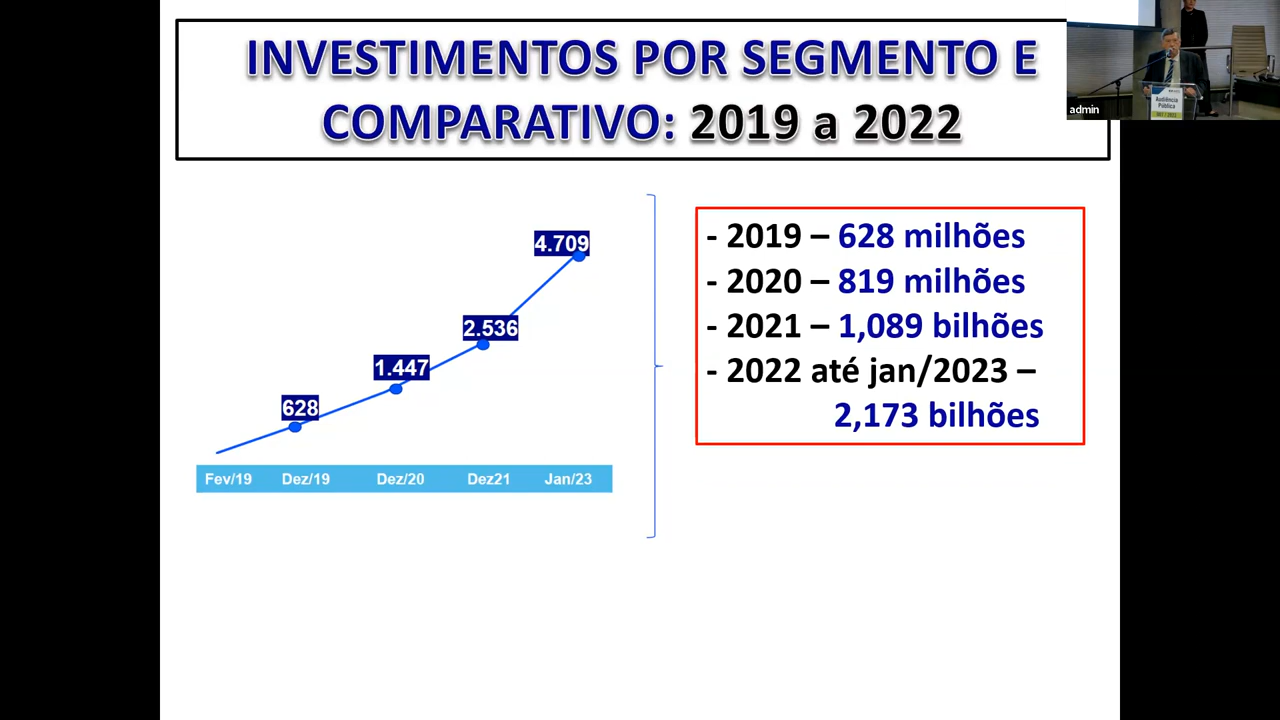 INVESTIMENTOS POR SEGMENTO E
COMPARATIVO: 2019 a 2022
admin
Audiência
Pública
4.709
2.536
1.447
628
Fev/19 Dez/19 Dez/20 Dez21 Jan/23
- 2019 – 628 milhões
- 2020 – 819 milhões
- 2021 – 1,089 bilhões
- 2022 até jan/2023 –
2,173 bilhões